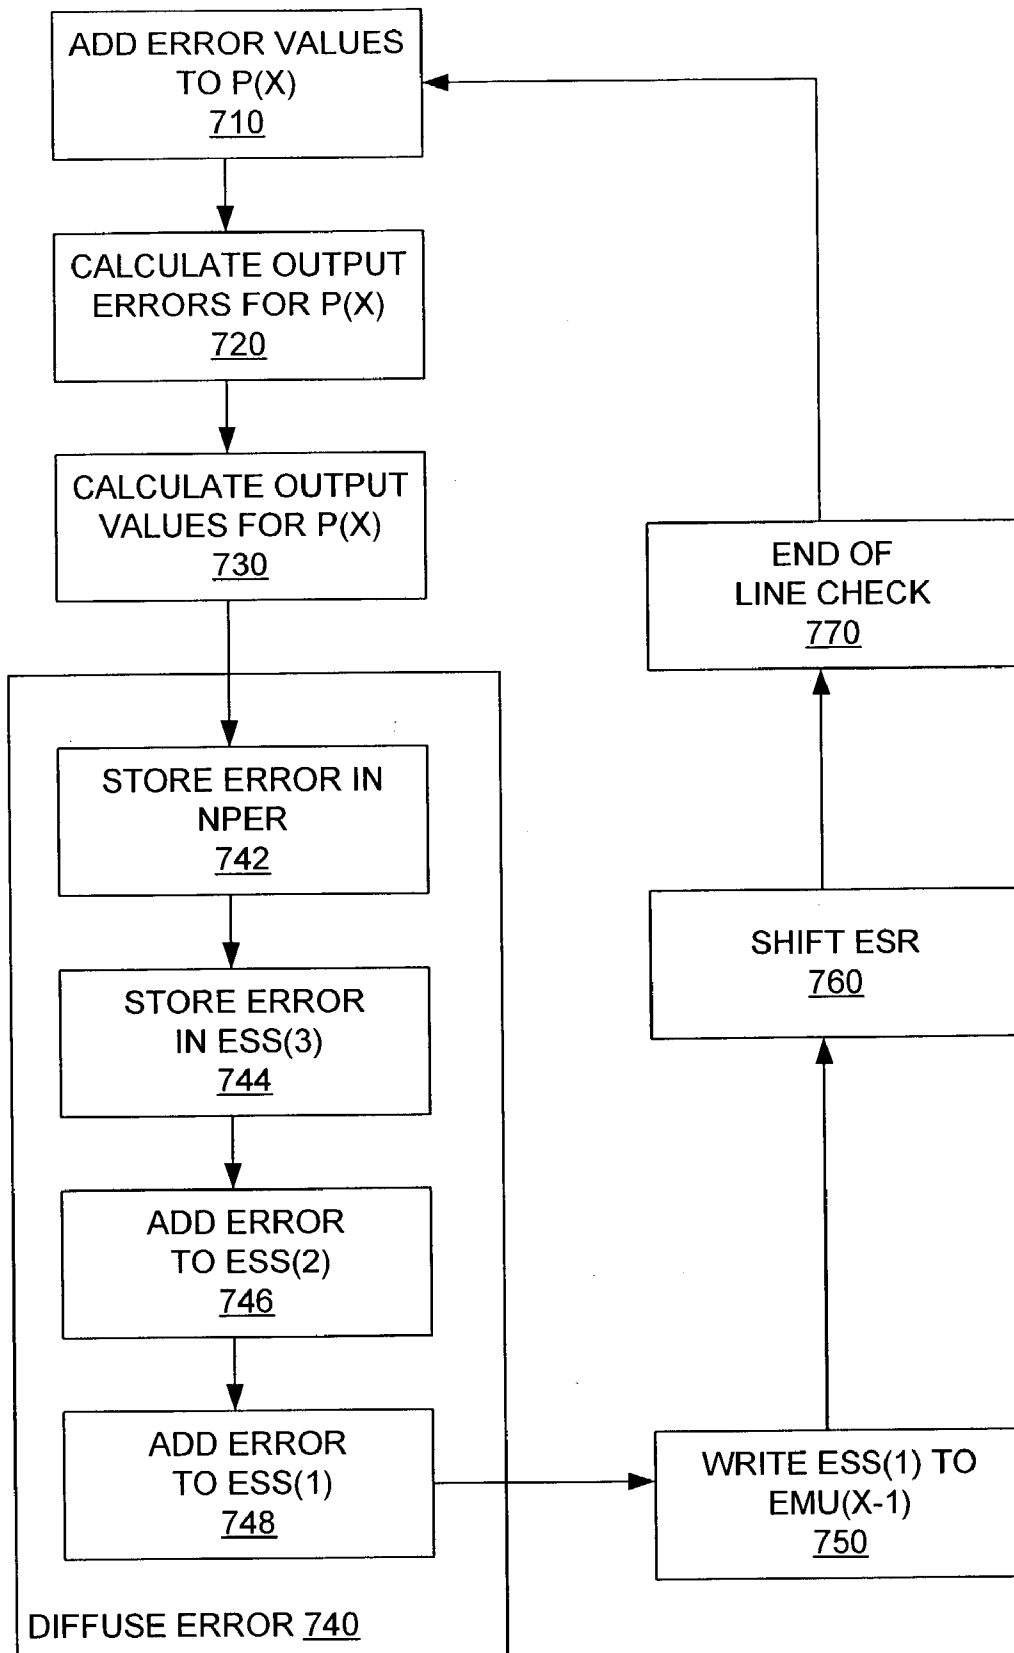 ADD ERROR VALUES
TO P(X)
710
CALCULATE OUTPUT
ERRORS FOR P(X)
720
CALCULATE OUTPUT
VALUES FOR P(X)
730
STORE ERROR IN
NPER
742
STORE ERROR
IN ESS(3)
744
ADD ERROR
TO ESS(2)
746
ADD ERROR
TO ESS(1)
748
DIFFUSE ERROR 740
WRITE ESS(1) TO
EMU(X-1)
750
SHIFT ESR
760
END OF
LINE CHECK
770